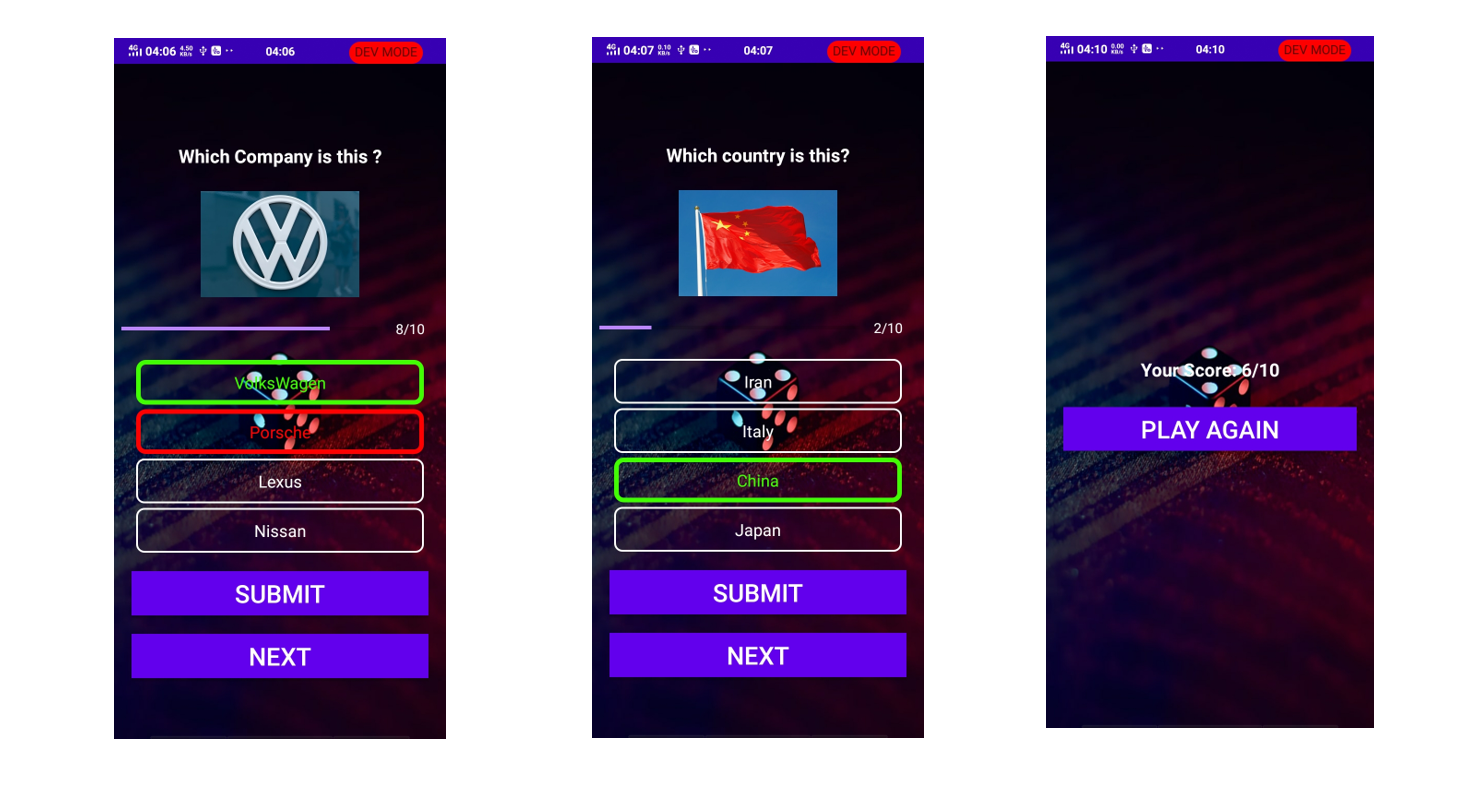 4G 04:06 4.50 KB/s 04:06 DEV MODE
Which Company is this ?
8/10
VolksWagen
Porsche
Lexus
Nissan
SUBMIT
NEXT
4G 04:07 0.10 KB/s 04:07 DEV MODE
Which country is this?
2/10
Iran
Italy
China
Japan
SUBMIT
NEXT
4G 04:10 0.00 KB/s 04:10 DEV MODE
Your Score: 6/10
PLAY AGAIN